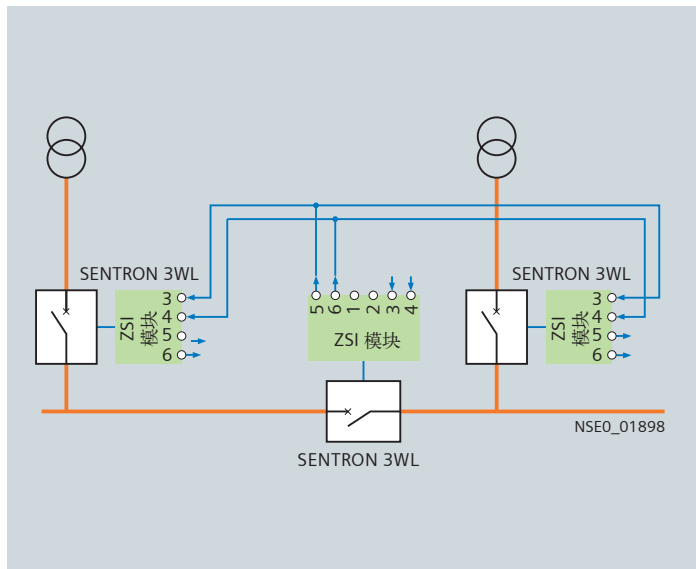 SENTRON 3WL
SENTRON 3WL
ZSI
模块
3
4
5
6
5 6 1 2 3 4
ZSI 模块
ZSI
模块
3
4
5
6
NSE0_01898
SENTRON 3WL